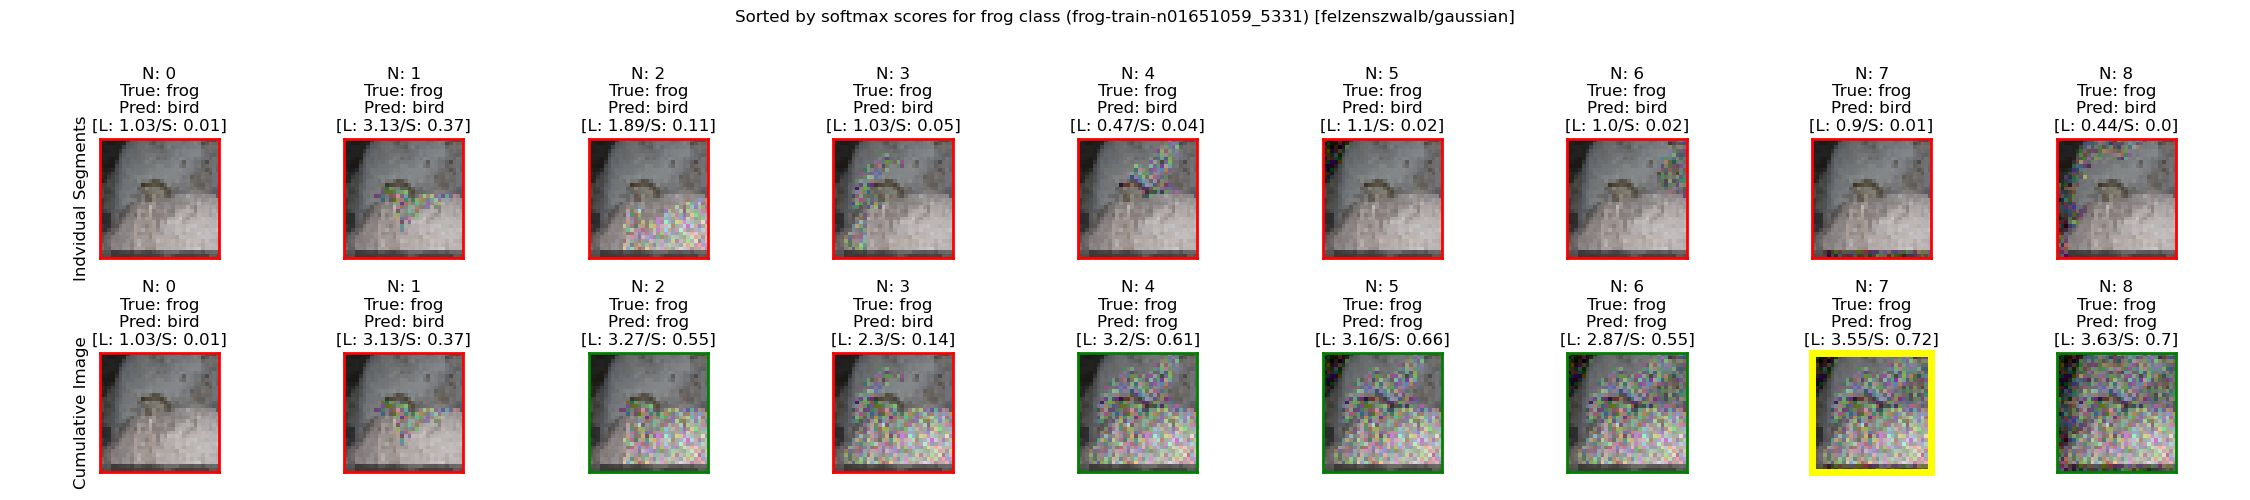 Sorted by softmax scores for frog class (frog-train-n01651059_5331) [felzenszwalb/gaussian]
Indvidual Segments
N: 0
True: frog
Pred: bird
[L: 1.03/S: 0.01]
N: 1
True: frog
Pred: bird
[L: 3.13/S: 0.37]
N: 2
True: frog
Pred: bird
[L: 1.89/S: 0.11]
N: 3
True: frog
Pred: bird
[L: 1.03/S: 0.05]
N: 4
True: frog
Pred: bird
[L: 0.47/S: 0.04]
N: 5
True: frog
Pred: bird
[L: 1.1/S: 0.02]
N: 6
True: frog
Pred: bird
[L: 1.0/S: 0.02]
N: 7
True: frog
Pred: bird
[L: 0.9/S: 0.01]
N: 8
True: frog
Pred: bird
[L: 0.44/S: 0.0]
Cumulative Image
N: 0
True: frog
Pred: bird
[L: 1.03/S: 0.01]
N: 1
True: frog
Pred: bird
[L: 3.13/S: 0.37]
N: 2
True: frog
Pred: frog
[L: 3.27/S: 0.55]
N: 3
True: frog
Pred: bird
[L: 2.3/S: 0.14]
N: 4
True: frog
Pred: frog
[L: 3.2/S: 0.61]
N: 5
True: frog
Pred: frog
[L: 3.16/S: 0.66]
N: 6
True: frog
Pred: frog
[L: 2.87/S: 0.55]
N: 7
True: frog
Pred: frog
[L: 3.55/S: 0.72]
N: 8
True: frog
Pred: frog
[L: 3.63/S: 0.7]